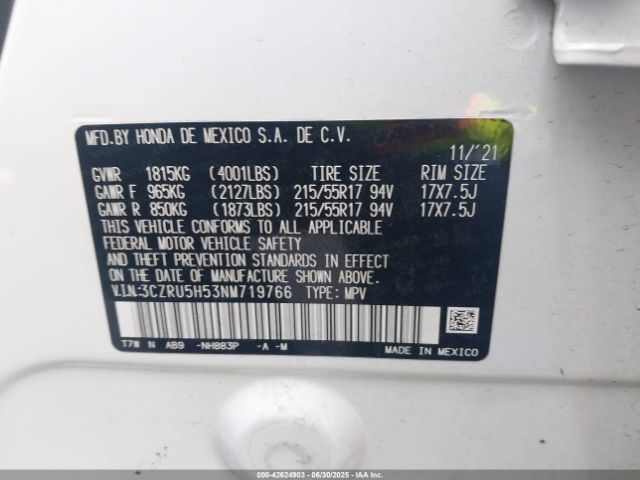 MFD.BY HONDA DE MEXICO S.A. DE C.V.
11/'21
GVWR 1815KG (4001LBS) TIRE SIZE RIM SIZE
GAWR F 965KG (2127LBS) 215/55R17 94V 17X7.5J
GAWR R 850KG (1873LBS) 215/55R17 94V 17X7.5J
THIS VEHICLE CONFORMS TO ALL APPLICABLE
FEDERAL MOTOR VEHICLE SAFETY
AND THEFT PREVENTION STANDARDS IN EFFECT
ON THE DATE OF MANUFACTURE SHOWN ABOVE.
V.I.N:3CZRU5H53NM719766 TYPE: MPV
T7W N AB9 -NH883P -A -M
MADE IN MEXICO
000-42624903 - 06/30/2025 - IAAI.COM